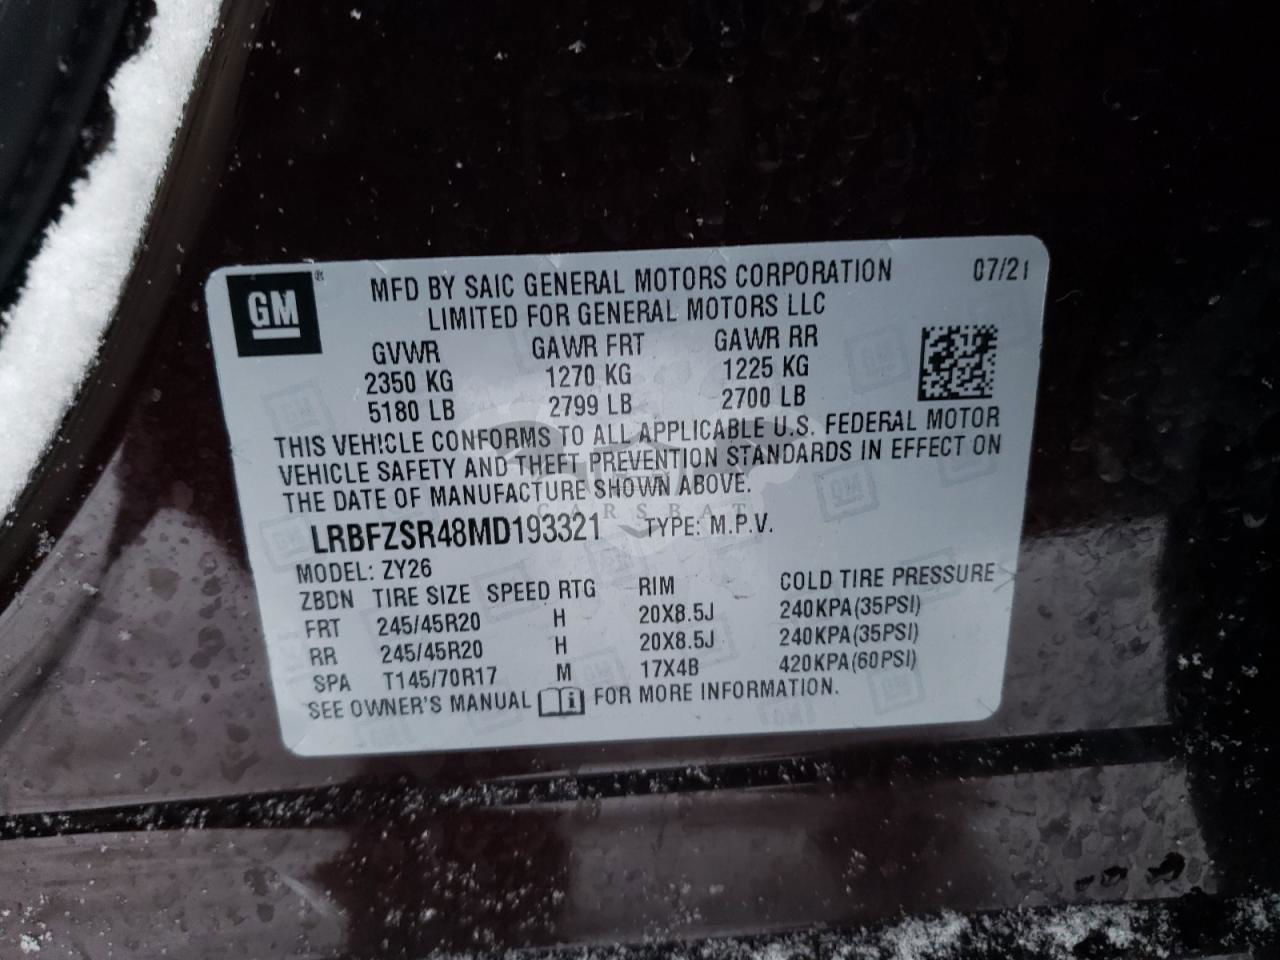 GM ® MFD BY SAIC GENERAL MOTORS CORPORATION 07/21
LIMITED FOR GENERAL MOTORS LLC
GVWR GAWR FRT GAWR RR
2350 KG 1270 KG 1225 KG
5180 LB 2799 LB 2700 LB
THIS VEHICLE CONFORMS TO ALL APPLICABLE U.S. FEDERAL MOTOR
VEHICLE SAFETY AND THEFT PREVENTION STANDARDS IN EFFECT ON
THE DATE OF MANUFACTURE SHOWN ABOVE.
CARSBAT
LRBFZSR48MD193321 TYPE: M.P.V.
MODEL: ZY26
ZBDN TIRE SIZE SPEED RTG RIM COLD TIRE PRESSURE
FRT 245/45R20 H 20X8.5J 240KPA(35PSI)
RR 245/45R20 H 20X8.5J 240KPA(35PSI)
SPA T145/70R17 M 17X4B 420KPA(60PSI)
SEE OWNER'S MANUAL FOR MORE INFORMATION.